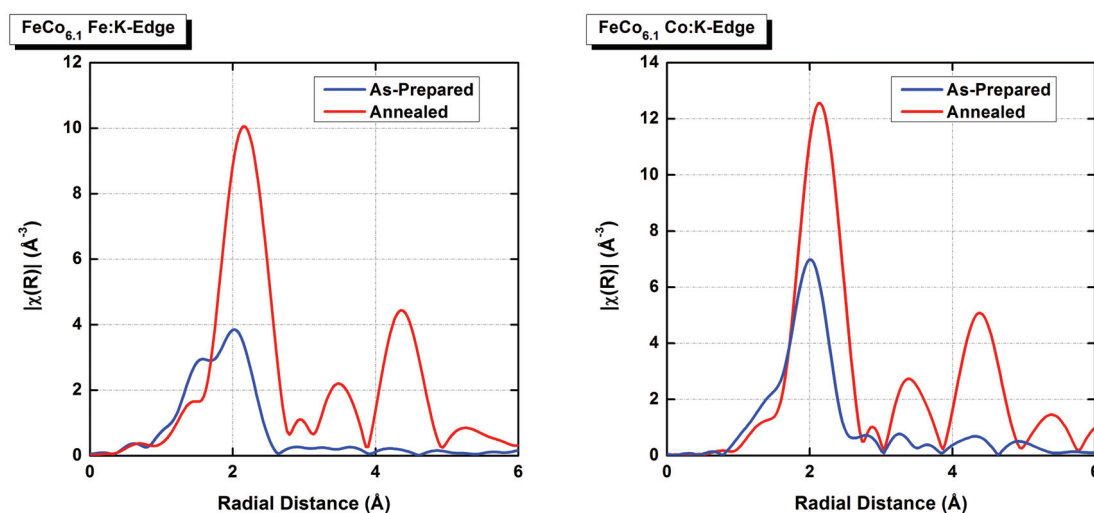 FeCo6.1 Fe:K-Edge
12
10
8
6
4
2
0
|χ(R)| (Å-3)
As-Prepared
Annealed
0 2 4 6
Radial Distance (Å)
FeCo6.1 Co:K-Edge
14
12
10
8
6
4
2
0
|χ(R)| (Å-3)
As-Prepared
Annealed
0 2 4 6
Radial Distance (Å)